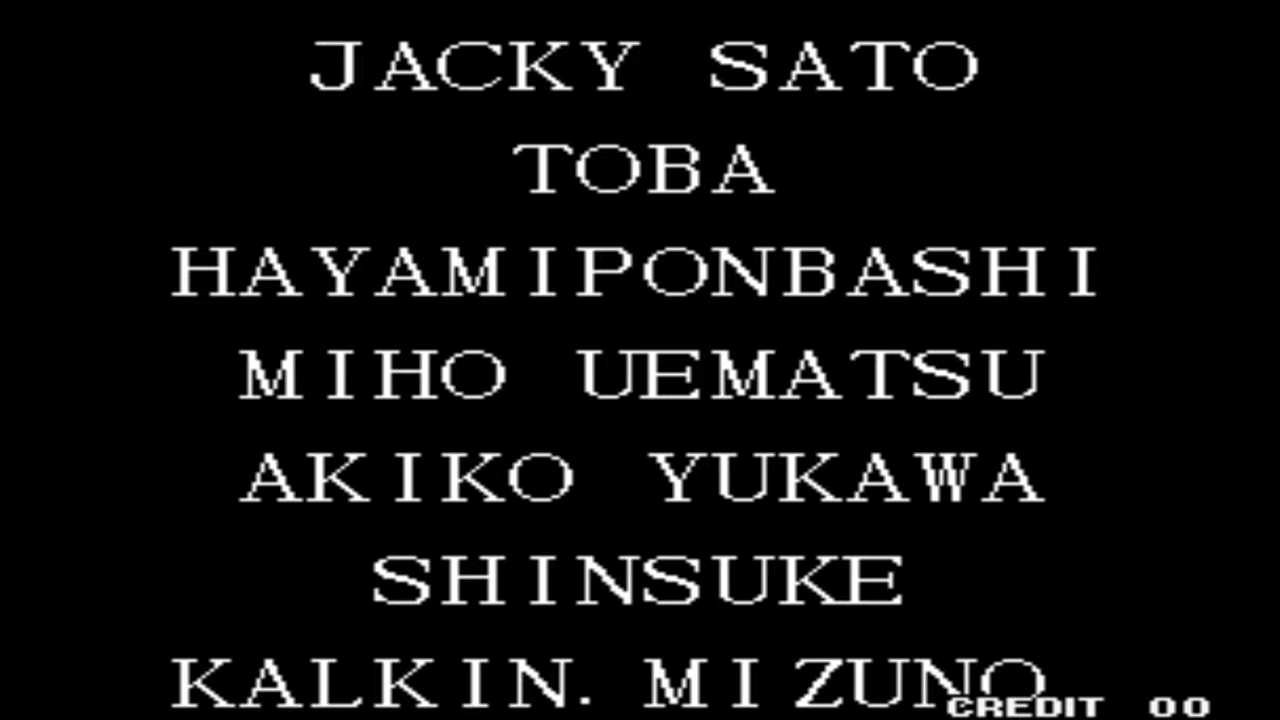 JACKY SATO
TOBA
HAYAMIPONBASHI
MIHO UEMATSU
AKIKO YUKAWA
SHINSUKE
KALKIN. MIZUNO
CREDIT 00